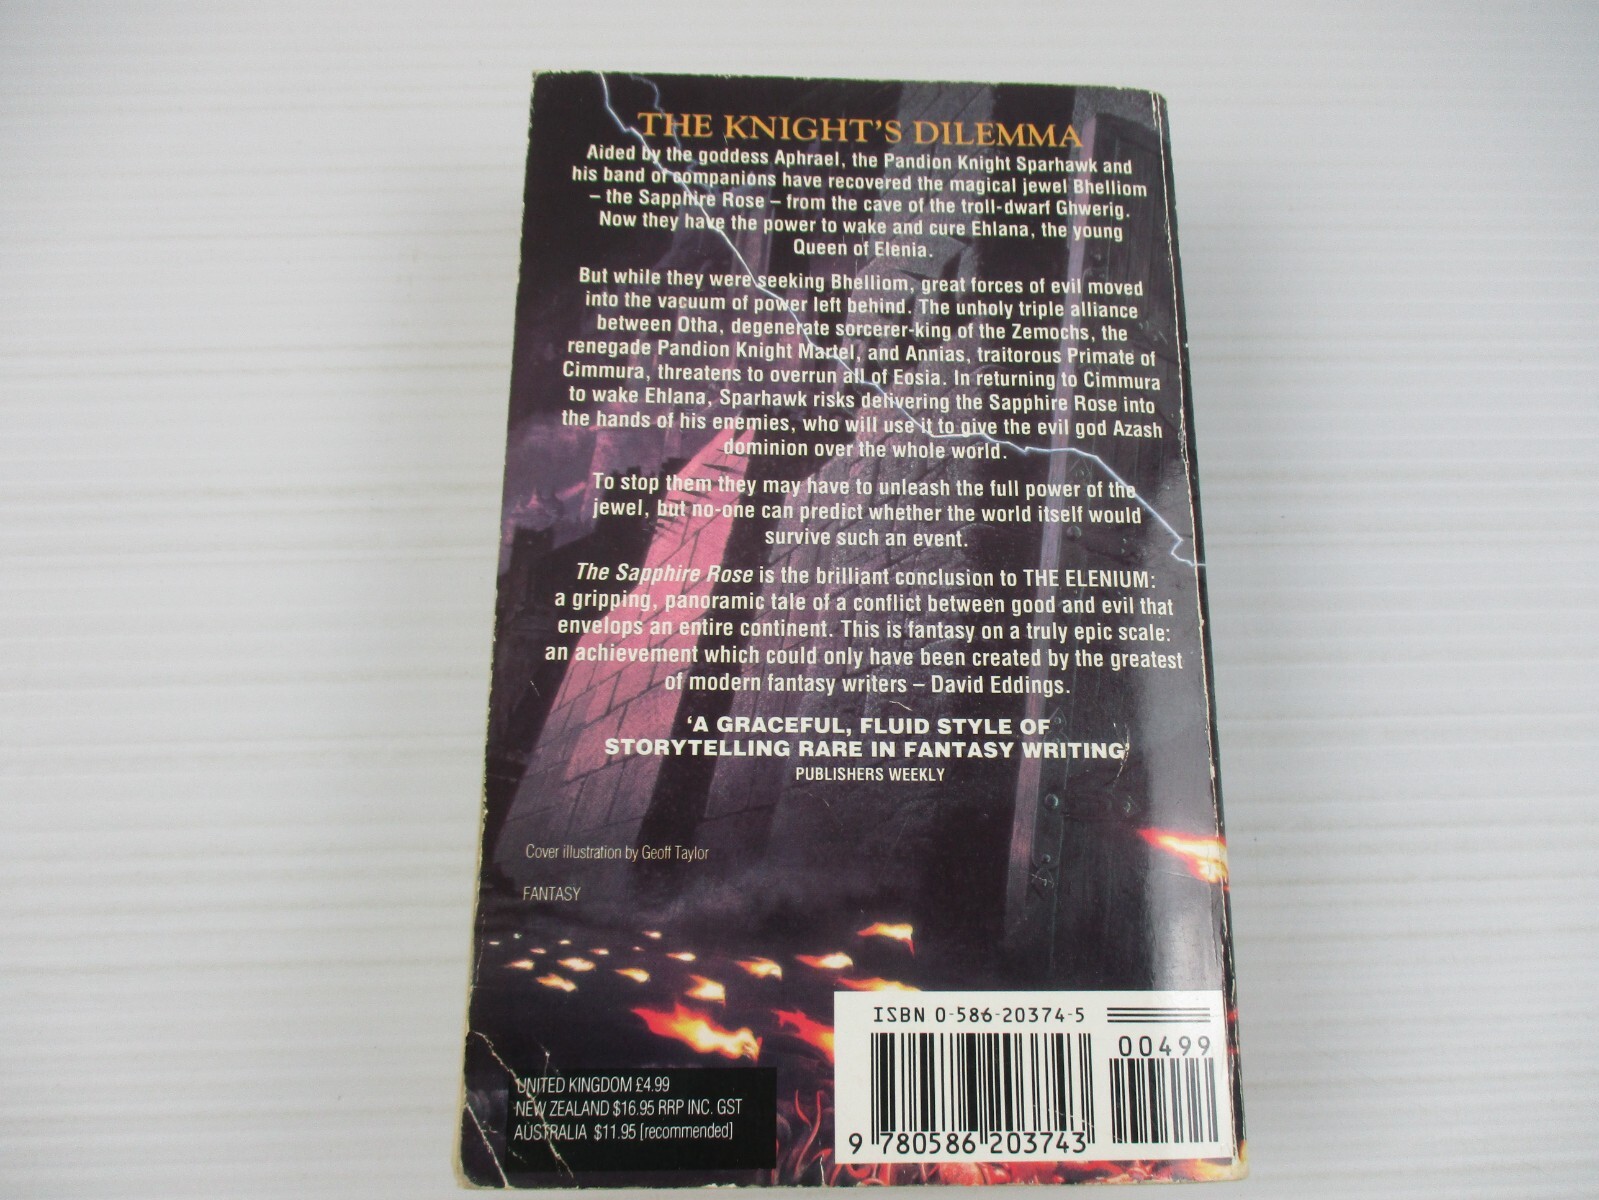 THE KNIGHT'S DILEMMA
Aided by the goddess Aphrael, the Pandion Knight Sparhawk and
his band of companions have recovered the magical jewel Bhelliom
– the Sapphire Rose – from the cave of the troll-dwarf Ghwerig.
Now they have the power to wake and cure Ehlana, the young
Queen of Elenia.
But while they were seeking Bhelliom, great forces of evil moved
into the vacuum of power left behind. The unholy triple alliance
between Otha, degenerate sorcerer-king of the Zemochs, the
renegade Pandion Knight Martel, and Annias, traitorous Primate of
Cimmura, threatens to overrun all of Eosia. In returning to Cimmura
to wake Ehlana, Sparhawk risks delivering the Sapphire Rose into
the hands of his enemies, who will use it to give the evil god Azash
dominion over the whole world.
To stop them they may have to unleash the full power of the
jewel, but no-one can predict whether the world itself would
survive such an event.
The Sapphire Rose is the brilliant conclusion to THE ELENIUM:
a gripping, panoramic tale of a conflict between good and evil that
envelops an entire continent. This is fantasy on a truly epic scale:
an achievement which could only have been created by the greatest
of modern fantasy writers – David Eddings.
'A GRACEFUL, FLUID STYLE OF
STORYTELLING RARE IN FANTASY WRITING'
PUBLISHERS WEEKLY
Cover illustration by Geoff Taylor
FANTASY
ISBN 0-586-20374-5
00499
UNITED KINGDOM £4.99
NEW ZEALAND $16.95 RRP INC. GST
AUSTRALIA $11.95 [recommended]
9 780586 203743